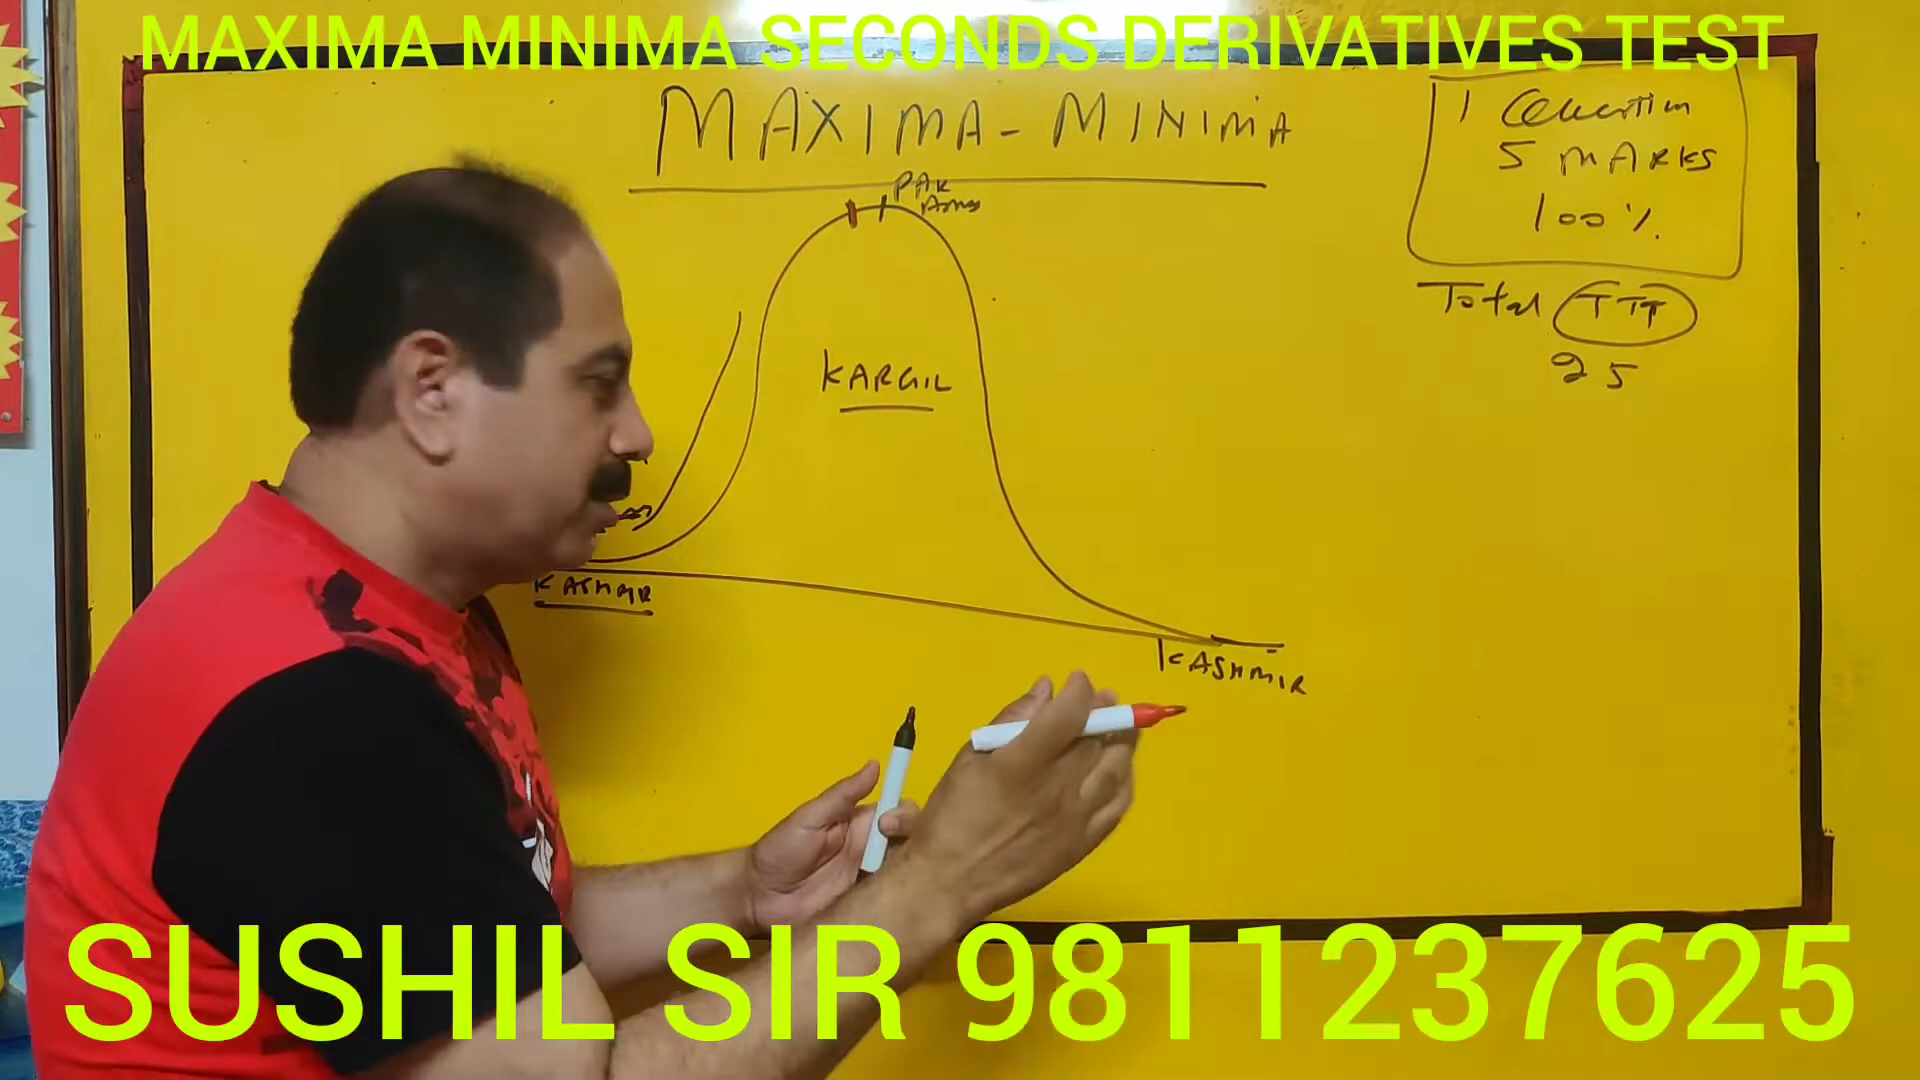 MAXIMA MINIMA SECONDS DERIVATIVES TEST
MAXIMA - MINIMA
1 Question
5 MARKS
100%
Total
25
PAK
KARGIL
KASHMIR
KASHMIR
SUSHIL SIR 9811237625